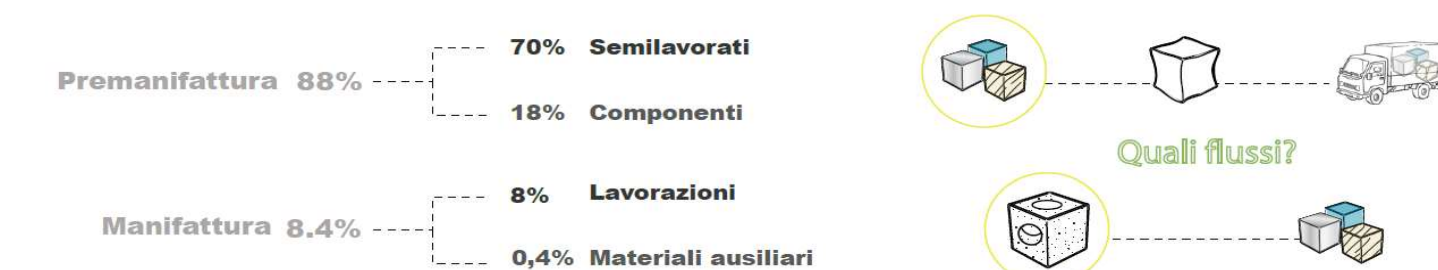 70% Semilavorati
Premanifattura 88%
18% Componenti
Quali flussi?
8% Lavorazioni
Manifattura 8.4%
0,4% Materiali ausiliari